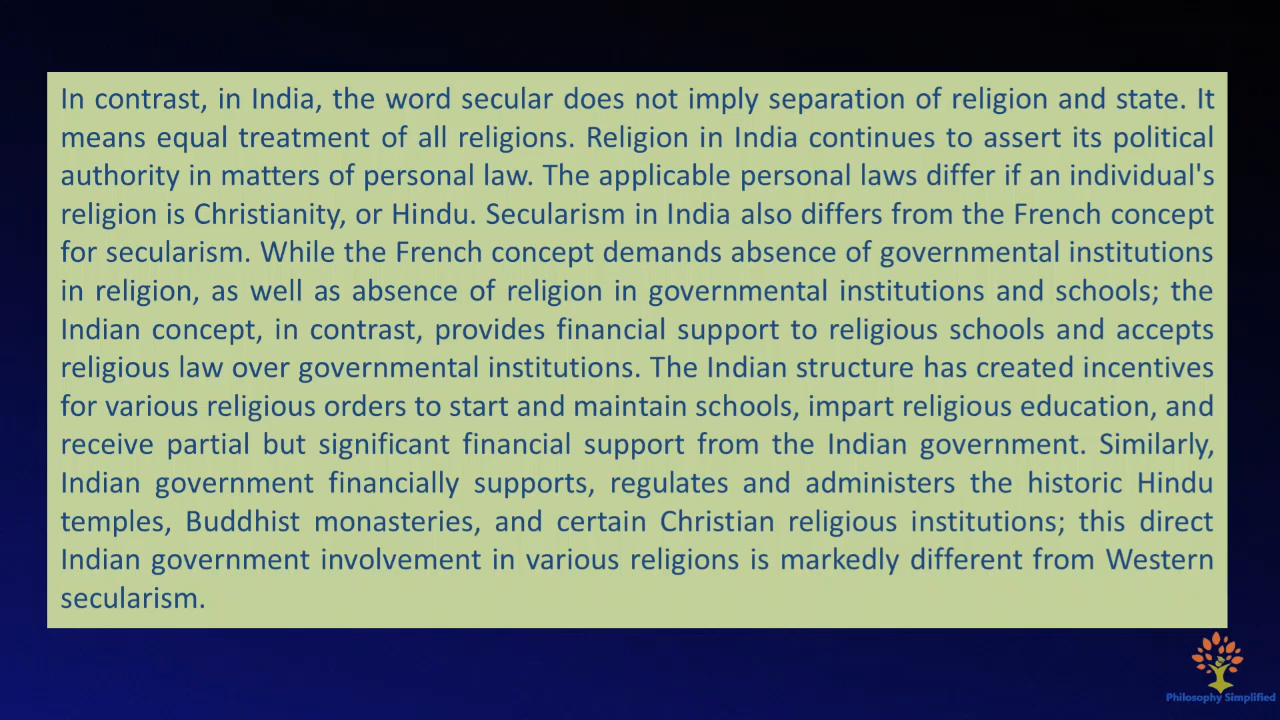 In contrast, in India, the word secular does not imply separation of religion and state. It
means equal treatment of all religions. Religion in India continues to assert its political
authority in matters of personal law. The applicable personal laws differ if an individual's
religion is Christianity, or Hindu. Secularism in India also differs from the French concept
for secularism. While the French concept demands absence of governmental institutions
in religion, as well as absence of religion in governmental institutions and schools; the
Indian concept, in contrast, provides financial support to religious schools and accepts
religious law over governmental institutions. The Indian structure has created incentives
for various religious orders to start and maintain schools, impart religious education, and
receive partial but significant financial support from the Indian government. Similarly,
Indian government financially supports, regulates and administers the historic Hindu
temples, Buddhist monasteries, and certain Christian religious institutions; this direct
Indian government involvement in various religions is markedly different from Western
secularism.
Philosophy Simplified